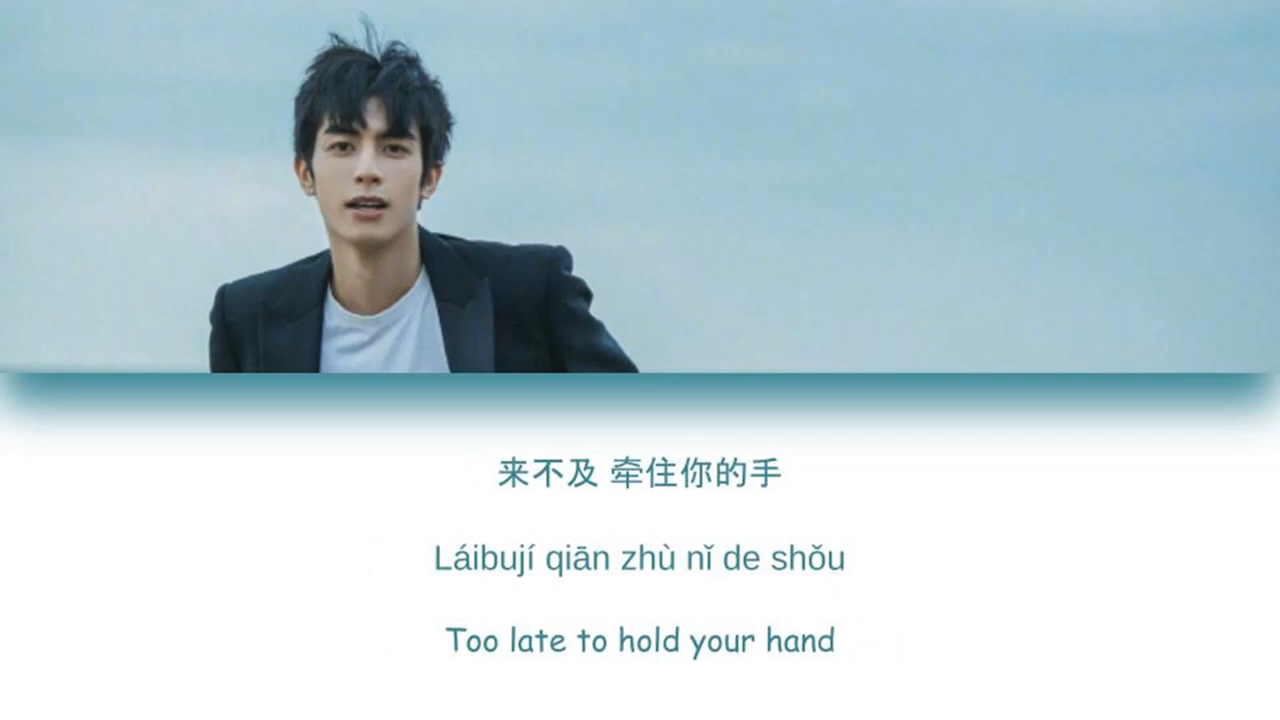 来不及 牵住你的手
Láibují qiān zhù nǐ de shǒu
Too late to hold your hand